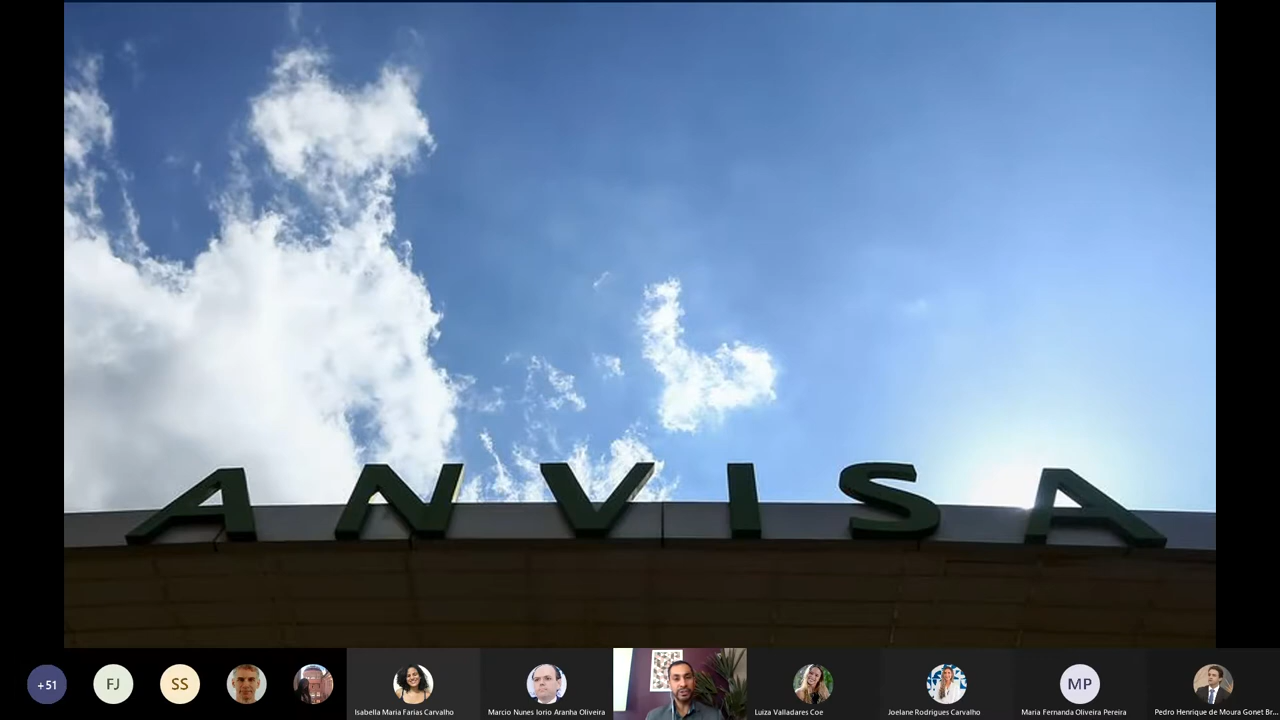 ANVISA
+51
FJ
SS
Isabella Maria Farias Carvalho
Marcio Nunes Iorio Aranha Oliveira
Luiza Valladares Coe
Joelane Rodrigues Carvalho
MP
Maria Fernanda Oliveira Pereira
Pedro Henrique de Moura Gonet Br...